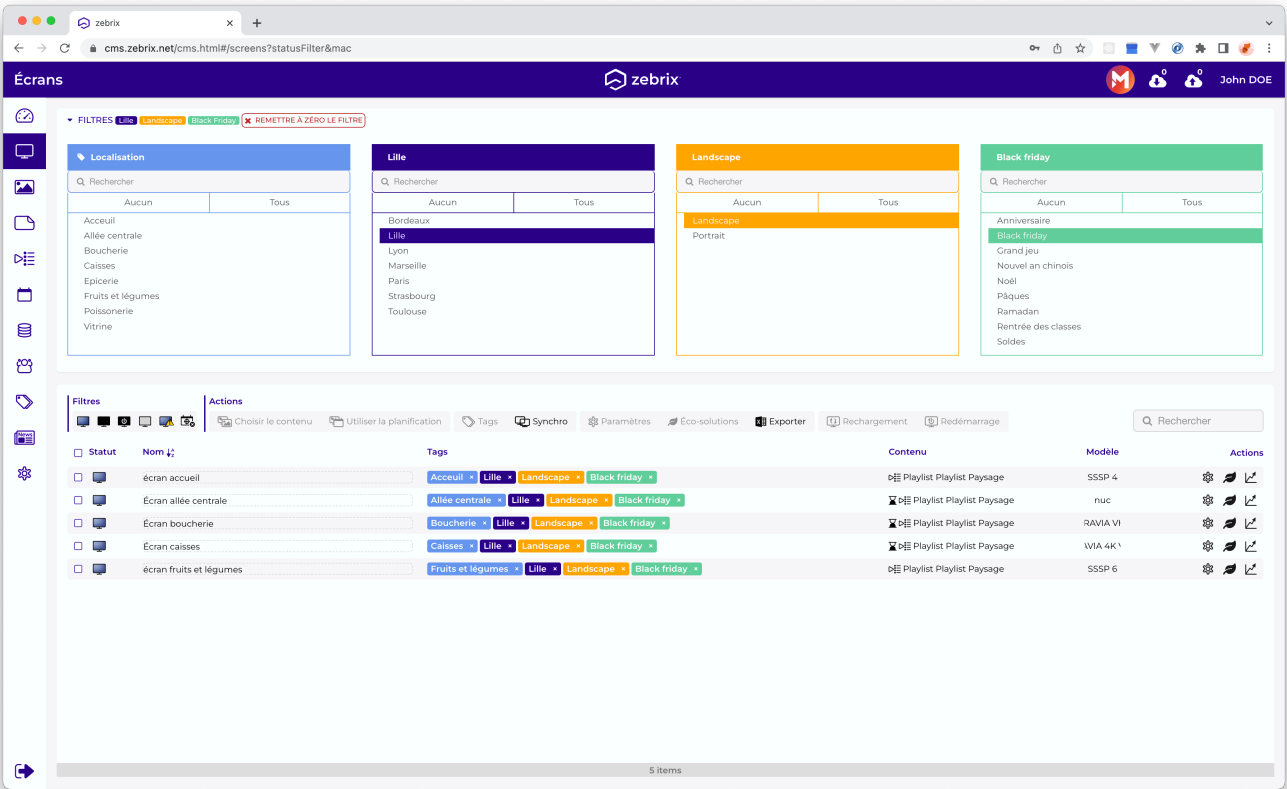 zebrix
cms.zebrix.net/cms.html#/screens?statusFilter&mac
Écrans
zebrix
0
0
John DOE
FILTRES Lille Landscape Black Friday × REMETTRE À ZÉRO LE FILTRE
Localisation
Rechercher
Aucun Tous
Acceuil
Allée centrale
Boucherie
Caisses
Epicerie
Fruits et légumes
Poissonerie
Vitrine
Lille
Rechercher
Aucun Tous
Bordeaux
Lille
Lyon
Marseille
Paris
Strasbourg
Toulouse
Landscape
Rechercher
Aucun Tous
Landscape
Portrait
Black friday
Rechercher
Aucun Tous
Anniversaire
Black friday
Grand jeu
Nouvel an chinois
Noël
Pâques
Ramadan
Rentrée des classes
Soldes
News
Filtres
Actions
Choisir le contenu Utiliser la planification Tags Synchro Paramètres Éco-solutions Exporter Rechargement Redémarrage
Rechercher
Statut Nom Tags Contenu Modèle Actions
écran accueil Acceuil × Lille × Landscape × Black friday × Playlist Playlist Paysage SSSP 4
Écran allée centrale Allée centrale × Lille × Landscape × Black friday × Playlist Playlist Paysage nuc
Écran boucherie Boucherie × Lille × Landscape × Black friday × Playlist Playlist Paysage RAVIA VI
Écran caisses Caisses × Lille × Landscape × Black friday × Playlist Playlist Paysage VIA 4K
écran fruits et légumes Fruits et légumes × Lille × Landscape × Black friday × Playlist Playlist Paysage SSSP 6
5 items